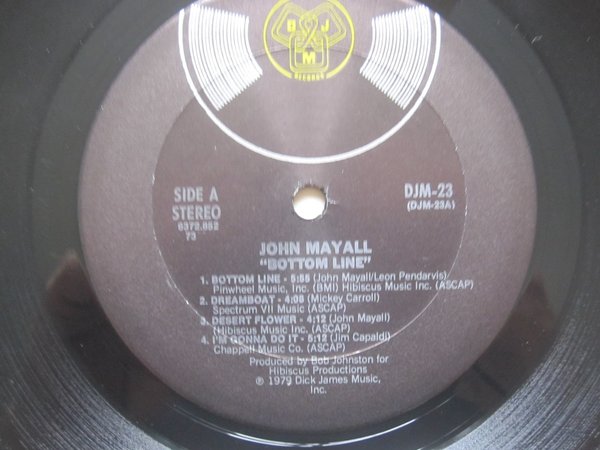 DJM
RECORDS
SIDE A
STEREO
6372.852
73
DJM-23
(DJM-23A)
JOHN MAYALL
"BOTTOM LINE"
1. BOTTOM LINE - 5:55 (John Mayall/Leon Pendarvis)
Pinwheel Music, Inc. (BMI) Hibiscus Music Inc. (ASCAP)
2. DREAMBOAT - 4:08 (Mickey Carroll)
Spectrum VII Music (ASCAP)
3. DESERT FLOWER - 4:12 (John Mayall)
(Hibiscus Music Inc. (ASCAP)
4. I'M GONNA DO IT - 5:12 (Jim Capaldi)
Chappell Music Co. (ASCAP)
Produced by Bob Johnston for
Hibiscus Productions
℗ 1979 Dick James Music,
Inc.